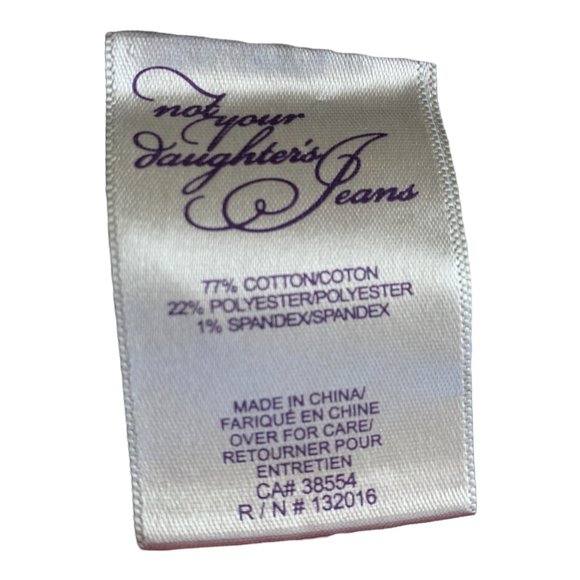 not your
daughter's
Jeans
77% COTTON/COTON
22% POLYESTER/POLYESTER
1% SPANDEX/SPANDEX
MADE IN CHINA/
FARIQUÉ EN CHINE
OVER FOR CARE/
RETOURNER POUR
ENTRETIEN
CA# 38554
R / N # 132016